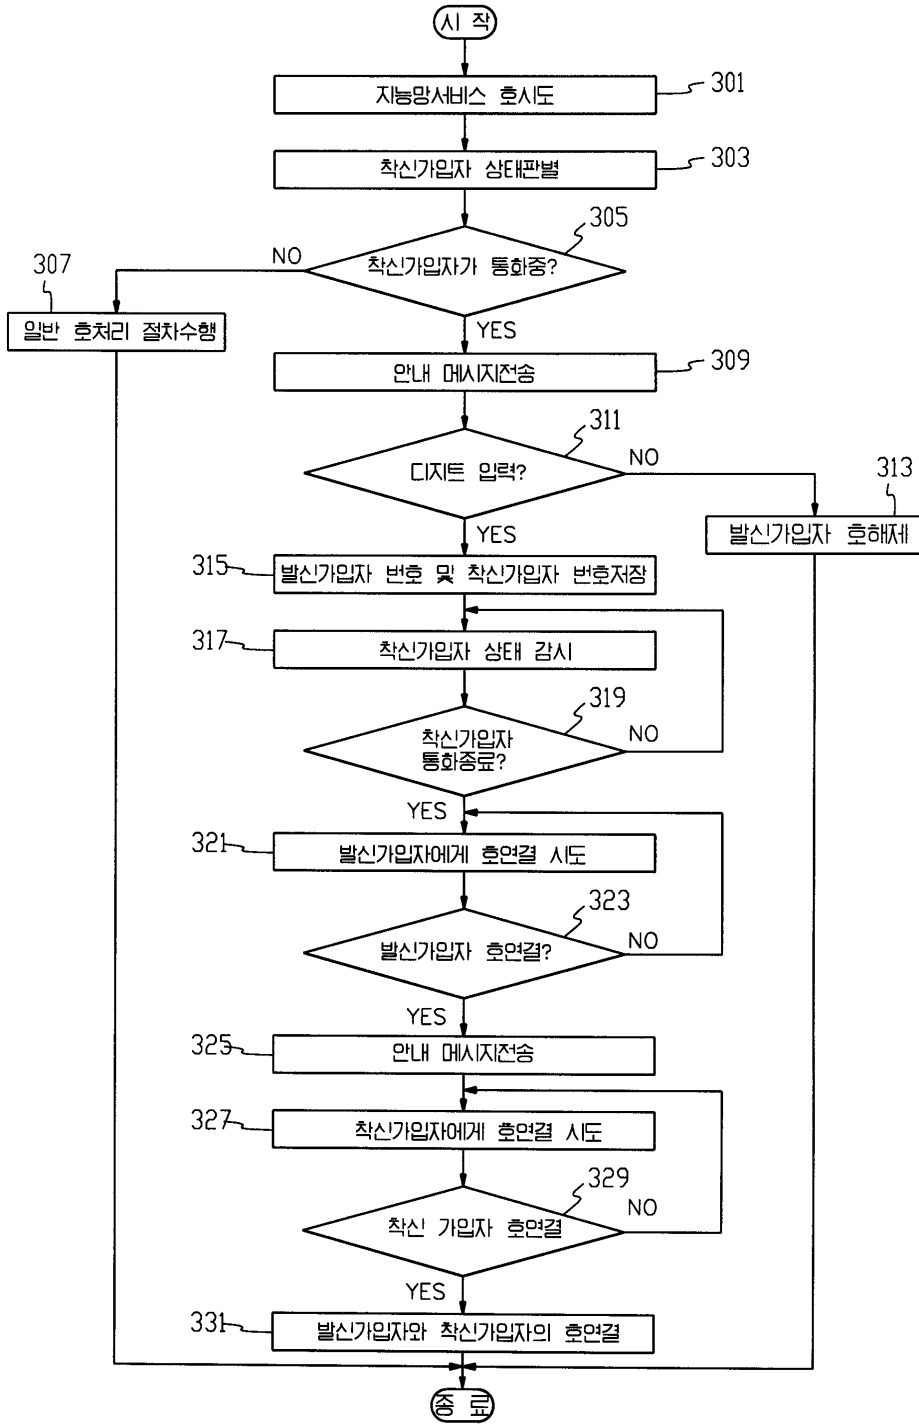 시 작
지능망서비스 호시도
301
착신가입자 상태판별
303
305
착신가입자가 통화중?
NO
307
일반 호처리 절차수행
YES
안내 메시지전송
309
311
디지트 입력?
NO
313
발신가입자 호해제
YES
315
발신가입자 번호 및 착신가입자 번호저장
317
착신가입자 상태 감시
319
착신가입자
통화종료?
NO
YES
321
발신가입자에게 호연결 시도
323
발신가입자 호연결?
NO
YES
325
안내 메시지전송
327
착신가입자에게 호연결 시도
329
착신 가입자 호연결
NO
YES
331
발신가입자와 착신가입자의 호연결
종 료